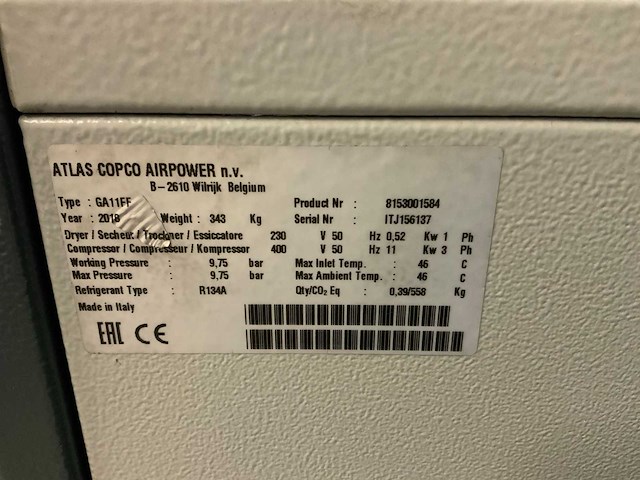 ATLAS COPCO AIRPOWER n.v.
B-2610 Wilrijk Belgium
Type : GA11FF Product Nr : 8153001584
Year : 2018 Weight : 343 Kg Serial Nr : ITJ156137
Dryer / Secheur / Trockner / Essiccatore 230 V 50 Hz 0,52 Kw 1 Ph
Compressor / Compresseur / Kompressor 400 V 50 Hz 11 Kw 3 Ph
Working Pressure : 9,75 bar Max Inlet Temp. : 46 C
Max Pressure : 9,75 bar Max Ambient Temp. : 46 C
Refrigerant Type : R134A Qty/CO₂ Eq : 0,39/558 Kg
Made in Italy
EAC CE